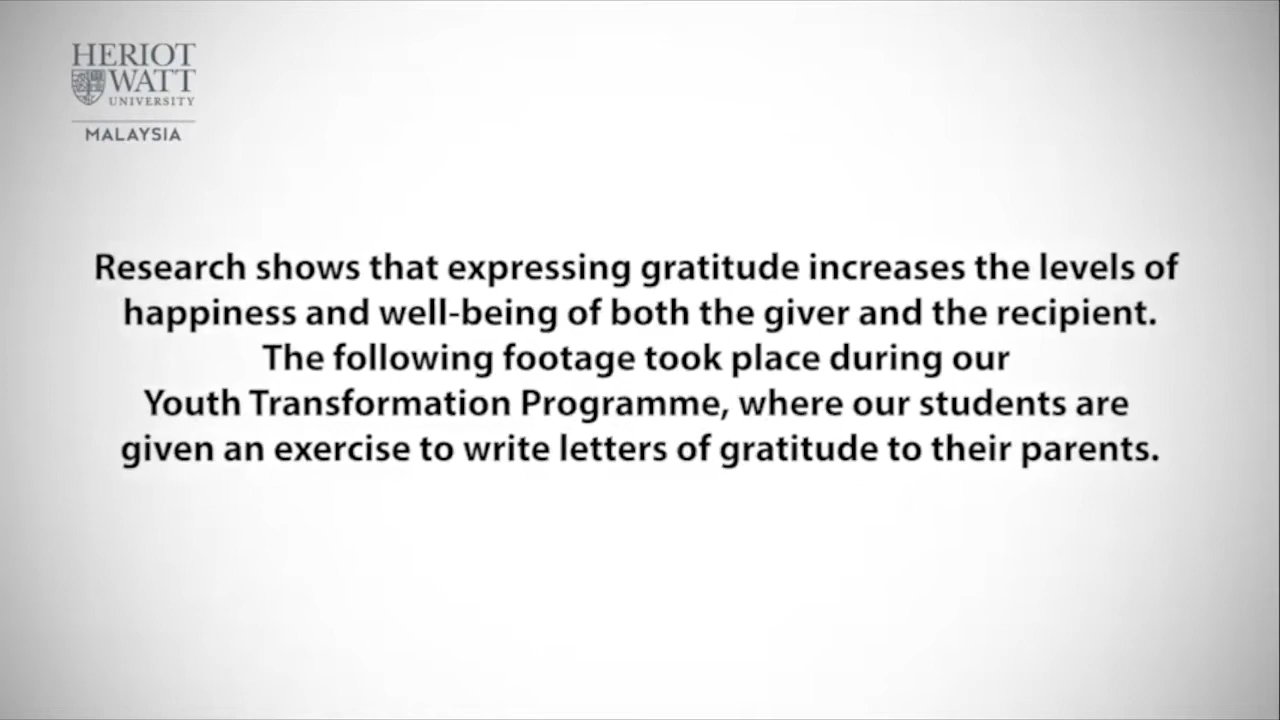 HERIOT
WATT
UNIVERSITY
MALAYSIA
Research shows that expressing gratitude increases the levels of
happiness and well-being of both the giver and the recipient.
The following footage took place during our
Youth Transformation Programme, where our students are
given an exercise to write letters of gratitude to their parents.